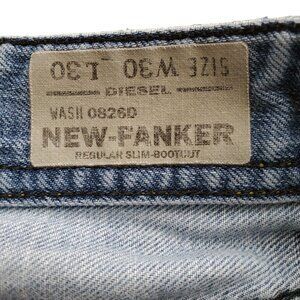 SIZE W30 L30
DIESEL
WASH 0826D
NEW-FANKER
REGULAR SLIM-BOOTCUT